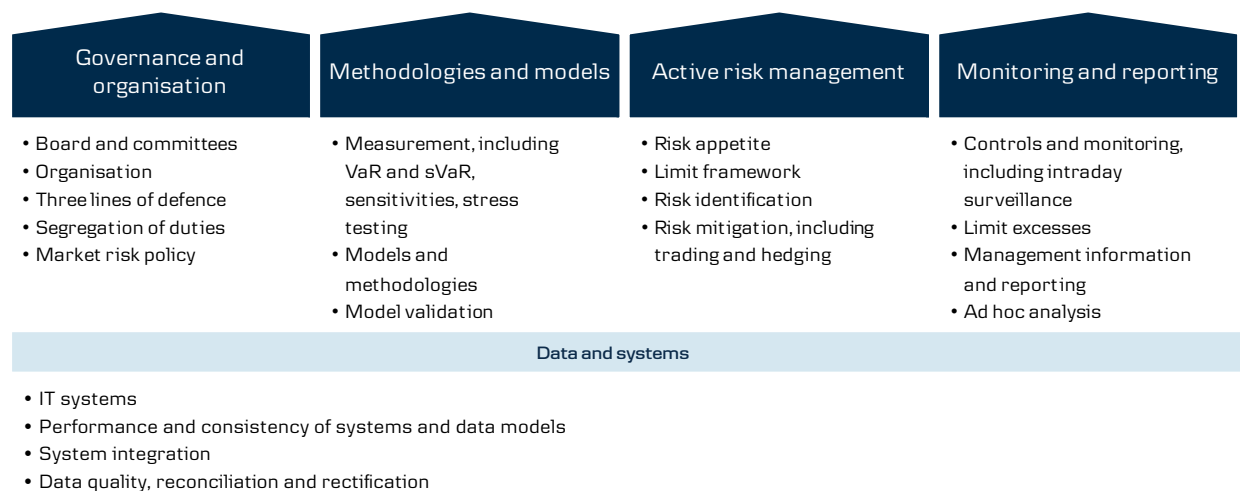 Governance and
organisation
• Board and committees
• Organisation
• Three lines of defence
• Segregation of duties
• Market risk policy
Methodologies and models
• Measurement, including
VaR and sVaR,
sensitivities, stress
testing
• Models and
methodologies
• Model validation
Active risk management
• Risk appetite
• Limit framework
• Risk identification
• Risk mitigation, including
trading and hedging
Monitoring and reporting
• Controls and monitoring,
including intraday
surveillance
• Limit excesses
• Management information
and reporting
• Ad hoc analysis
Data and systems
• IT systems
• Performance and consistency of systems and data models
• System integration
• Data quality, reconciliation and rectification